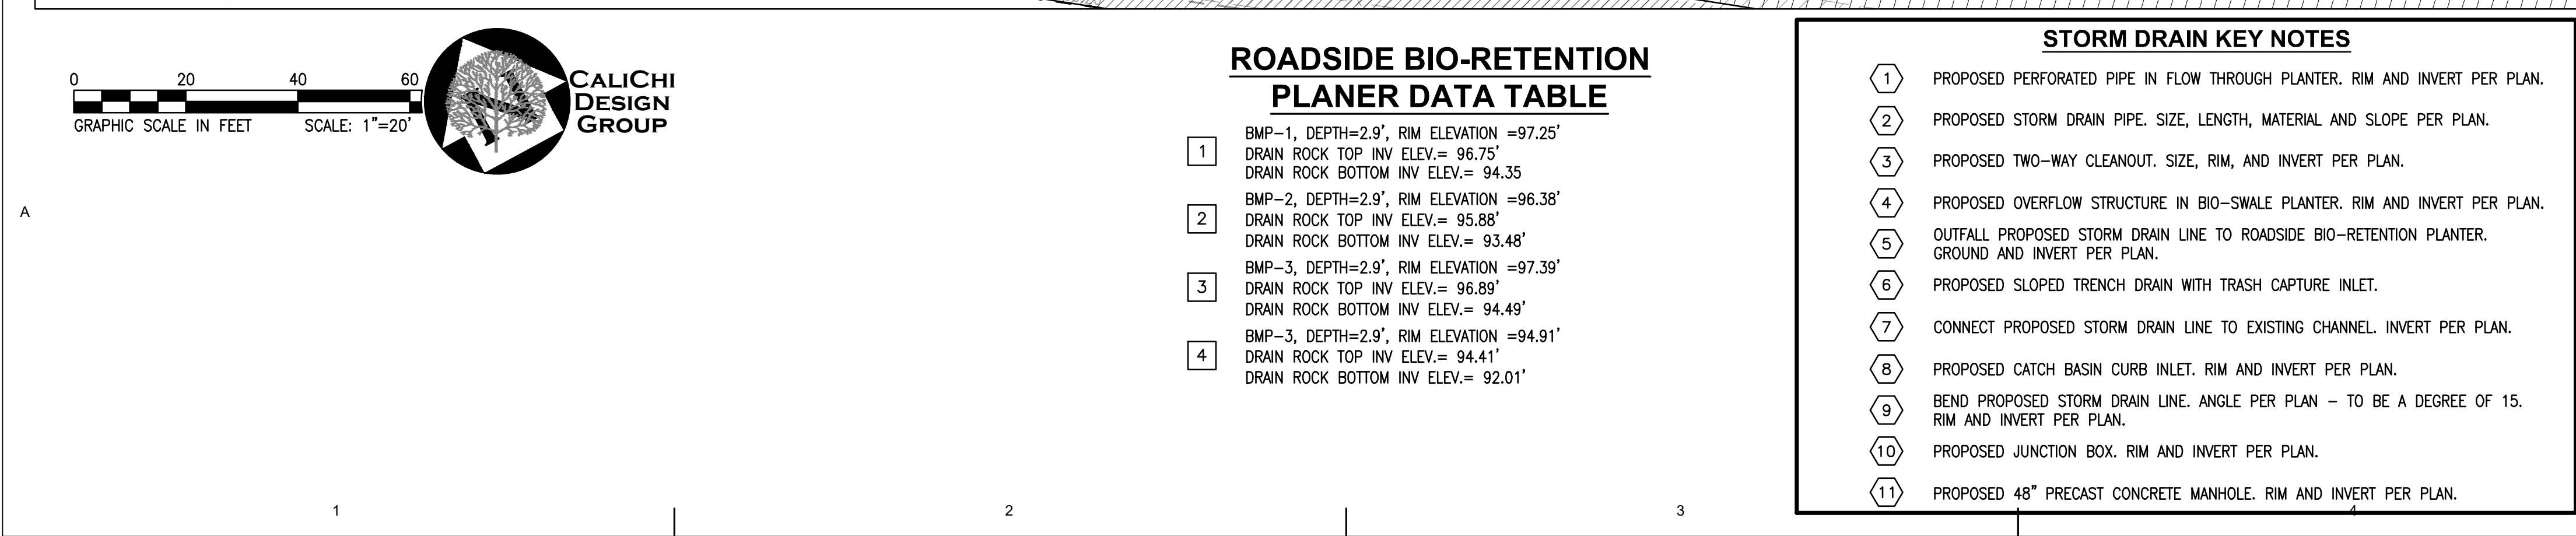 0 20 40 60
GRAPHIC SCALE IN FEET SCALE: 1"=20'
CALICHI
DESIGN
GROUP
A
ROADSIDE BIO-RETENTION
PLANER DATA TABLE
1
BMP-1, DEPTH=2.9', RIM ELEVATION =97.25'
DRAIN ROCK TOP INV ELEV.= 96.75'
DRAIN ROCK BOTTOM INV ELEV.= 94.35
2
BMP-2, DEPTH=2.9', RIM ELEVATION =96.38'
DRAIN ROCK TOP INV ELEV.= 95.88'
DRAIN ROCK BOTTOM INV ELEV.= 93.48'
3
BMP-3, DEPTH=2.9', RIM ELEVATION =97.39'
DRAIN ROCK TOP INV ELEV.= 96.89'
DRAIN ROCK BOTTOM INV ELEV.= 94.49'
4
BMP-3, DEPTH=2.9', RIM ELEVATION =94.91'
DRAIN ROCK TOP INV ELEV.= 94.41'
DRAIN ROCK BOTTOM INV ELEV.= 92.01'
STORM DRAIN KEY NOTES
1 PROPOSED PERFORATED PIPE IN FLOW THROUGH PLANTER. RIM AND INVERT PER PLAN.
2 PROPOSED STORM DRAIN PIPE. SIZE, LENGTH, MATERIAL AND SLOPE PER PLAN.
3 PROPOSED TWO-WAY CLEANOUT. SIZE, RIM, AND INVERT PER PLAN.
4 PROPOSED OVERFLOW STRUCTURE IN BIO-SWALE PLANTER. RIM AND INVERT PER PLAN.
5 OUTFALL PROPOSED STORM DRAIN LINE TO ROADSIDE BIO-RETENTION PLANTER.
GROUND AND INVERT PER PLAN.
6 PROPOSED SLOPED TRENCH DRAIN WITH TRASH CAPTURE INLET.
7 CONNECT PROPOSED STORM DRAIN LINE TO EXISTING CHANNEL. INVERT PER PLAN.
8 PROPOSED CATCH BASIN CURB INLET. RIM AND INVERT PER PLAN.
9 BEND PROPOSED STORM DRAIN LINE. ANGLE PER PLAN - TO BE A DEGREE OF 15.
RIM AND INVERT PER PLAN.
10 PROPOSED JUNCTION BOX. RIM AND INVERT PER PLAN.
11 PROPOSED 48" PRECAST CONCRETE MANHOLE. RIM AND INVERT PER PLAN.
1 2 3 4